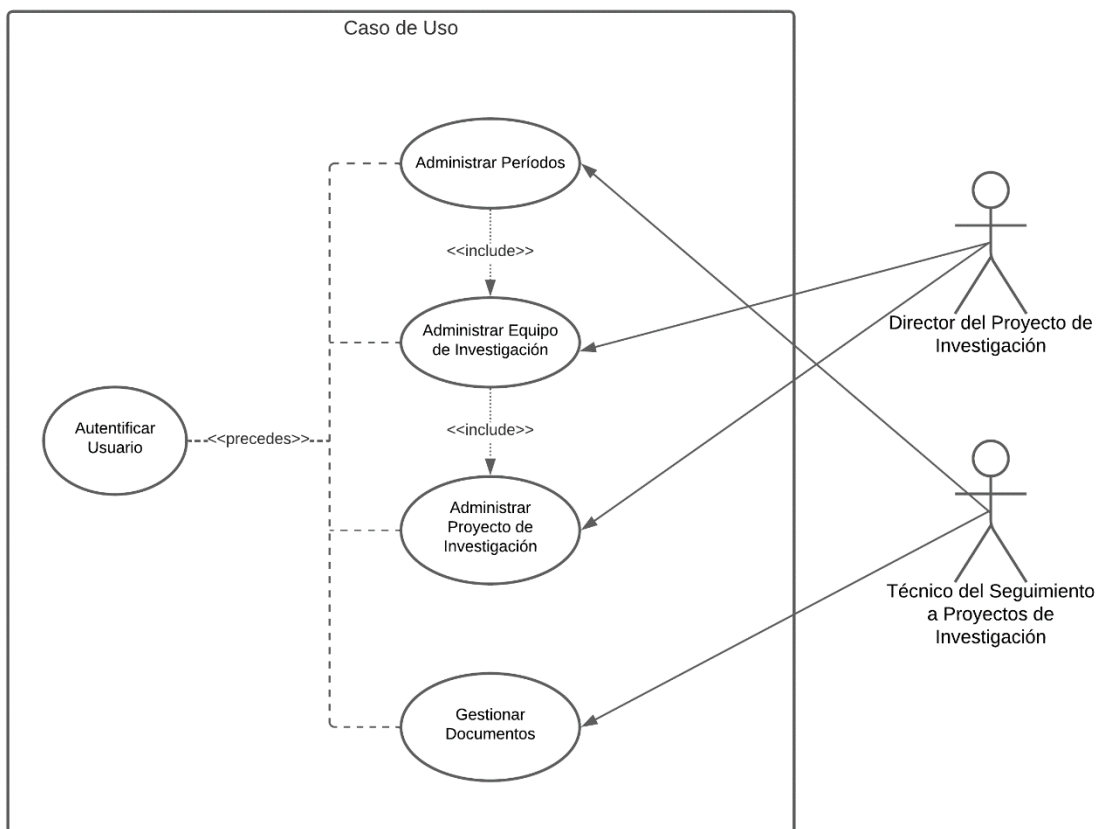 Caso de Uso
Administrar Períodos
<<include>>
Administrar Equipo
de Investigación
Director del Proyecto de
Investigación
Autentificar
Usuario
<<precedes>>
<<include>>
Administrar
Proyecto de
Investigación
Técnico del Seguimiento
a Proyectos de
Investigación
Gestionar
Documentos